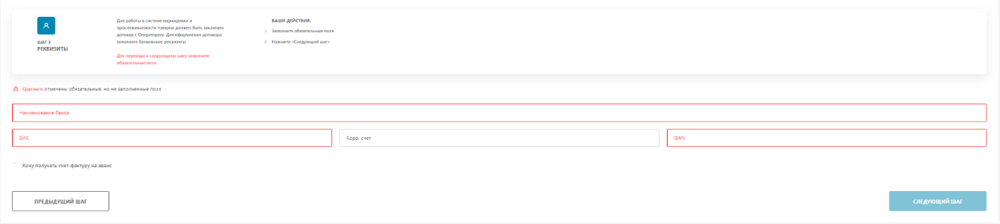 ШАГ 3
РЕКВИЗИТЫ
Для работы в системе маркировки и
прослеживаемости товаров должен быть заключен
договор с Оператором. Для оформления договора
заполните банковские реквизиты
Для перехода к следующему шагу заполните
обязательные поля
ВАШИ ДЕЙСТВИЯ:
1 Заполните обязательные поля
2 Нажмите «Следующий шаг»
Красным отмечены обязательные, но не заполненные поля
Наименование банка
БИК
Корр. счет
IBAN
Хочу получать счет-фактуру на аванс
ПРЕДЫДУЩИЙ ШАГ
СЛЕДУЮЩИЙ ШАГ